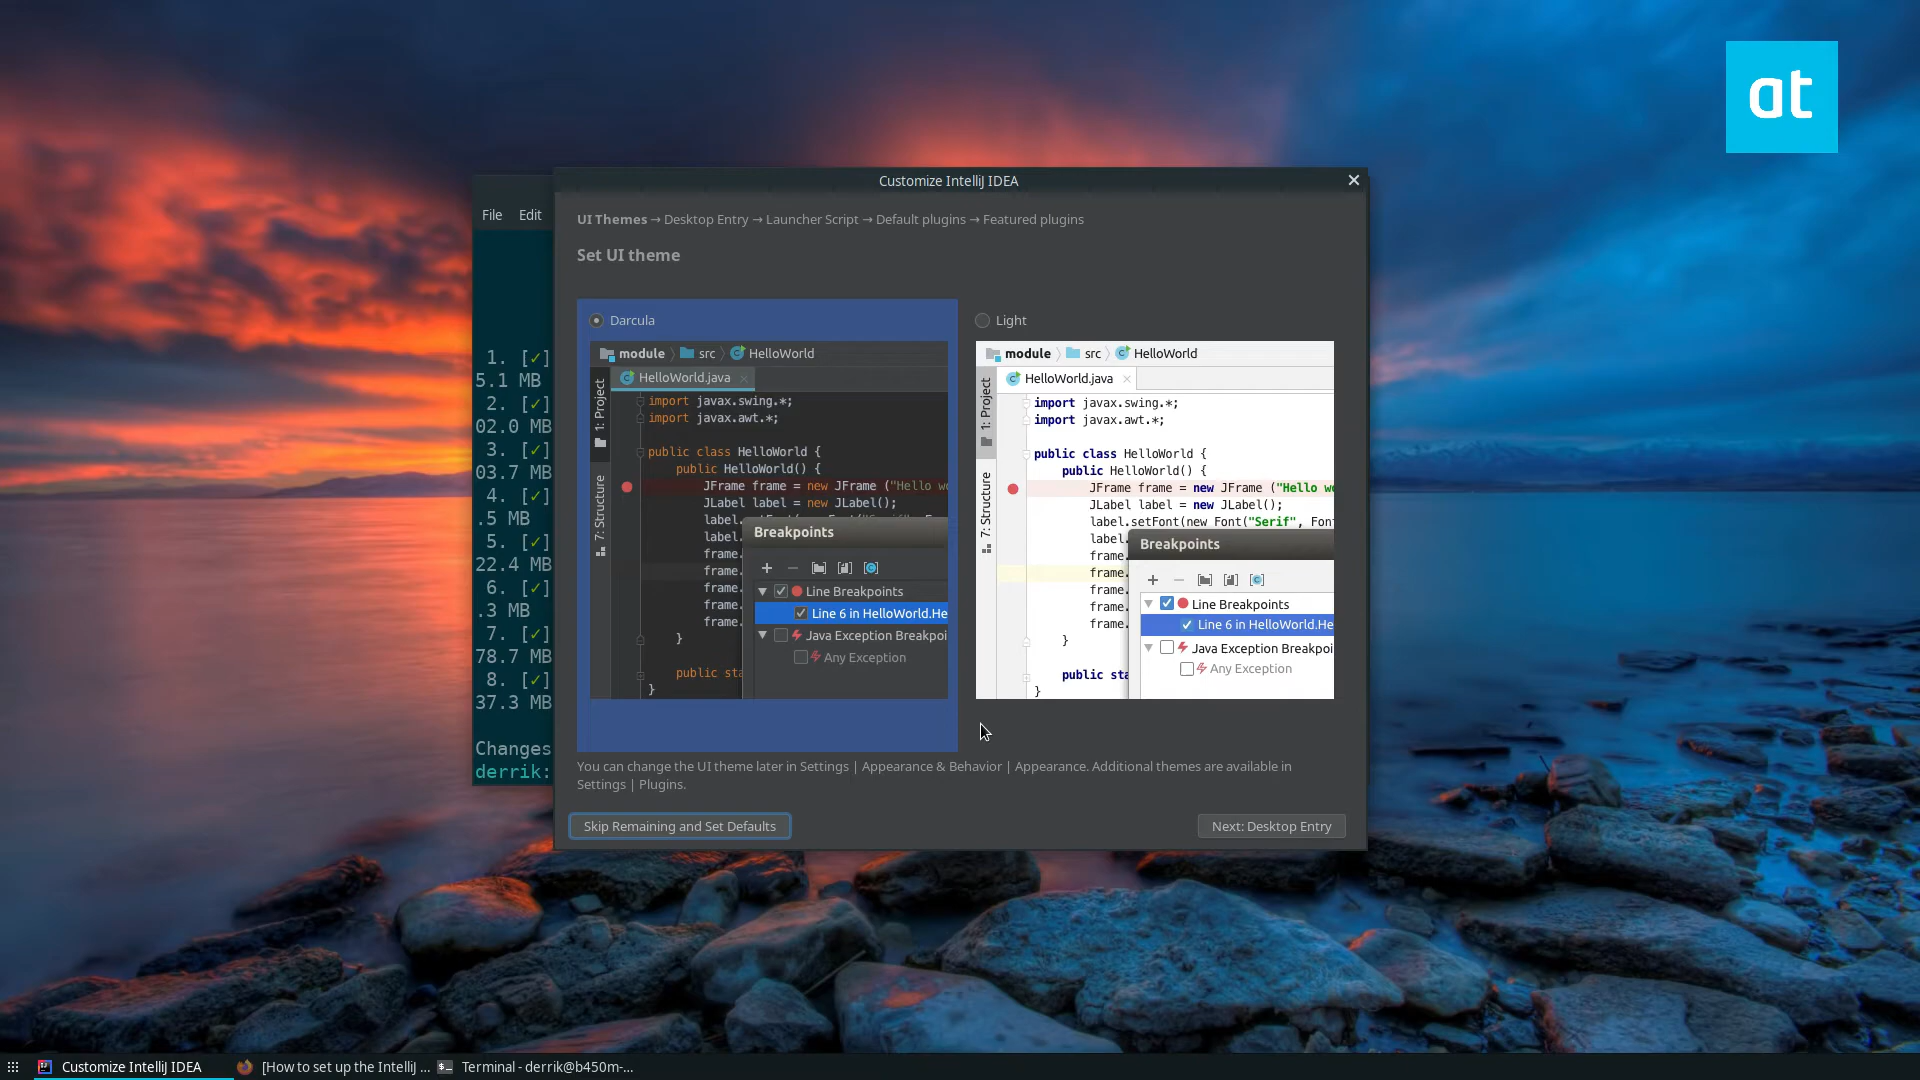 at
Customize IntelliJ IDEA
UI Themes → Desktop Entry → Launcher Script → Default plugins → Featured plugins
Set UI theme
File Edit
1. [✓]
5.1 MB
2. [✓]
02.0 MB
3. [✓]
03.7 MB
4. [✓]
.5 MB
5. [✓]
22.4 MB
6. [✓]
.3 MB
7. [✓]
78.7 MB
8. [✓]
37.3 MB
Changes
derrik:
Darcula
module src HelloWorld
HelloWorld.java
1: Project
7: Structure
import javax.swing.*;
import javax.awt.*;
public class HelloWorld {
public HelloWorld() {
JFrame frame = new JFrame ("Hello wo
JLabel label = new JLabel();
label.
label.
frame.
frame.
frame.
frame.
frame.
}
public sta
}
Breakpoints
Line Breakpoints
Line 6 in HelloWorld.He
Java Exception Breakpoi
Any Exception
Light
module src HelloWorld
HelloWorld.java
1: Project
7: Structure
import javax.swing.*;
import javax.awt.*;
public class HelloWorld {
public HelloWorld() {
JFrame frame = new JFrame ("Hello wo
JLabel label = new JLabel();
label.setFont(new Font("Serif", Fon
label.
frame.
frame.
frame.
frame.
frame.
}
public sta
}
Breakpoints
Line Breakpoints
Line 6 in HelloWorld.He
Java Exception Breakpoi
Any Exception
You can change the UI theme later in Settings | Appearance & Behavior | Appearance. Additional themes are available in
Settings | Plugins.
Skip Remaining and Set Defaults
Next: Desktop Entry
Customize IntelliJ IDEA
[How to set up the IntelliJ ...
Terminal - derrik@b450m-...